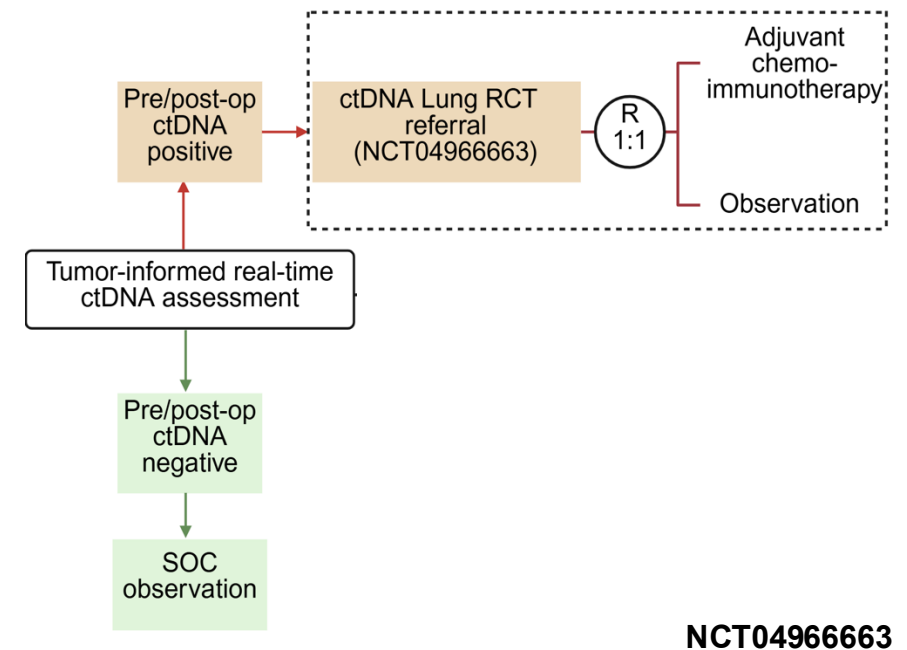 Adjuvant
chemo-
immunotherapy
Pre/post-op
ctDNA
positive
ctDNA Lung RCT
referral
(NCT04966663)
R
1:1
Observation
Tumor-informed real-time
ctDNA assessment
Pre/post-op
ctDNA
negative
SOC
observation
NCT04966663